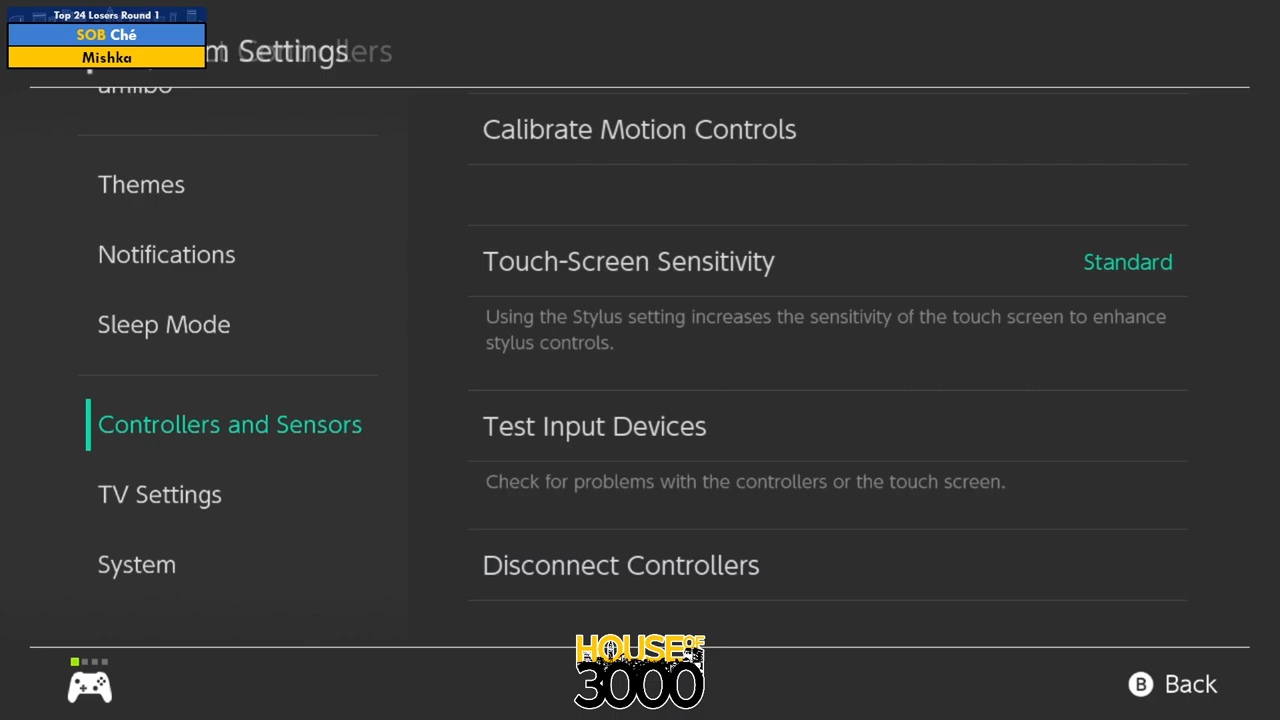 Top 24 Losers Round 1
SOB Ché
Mishka
m Settings
amiibo
Themes
Notifications
Sleep Mode
Controllers and Sensors
TV Settings
System
Calibrate Motion Controls
Touch-Screen Sensitivity Standard
Using the Stylus setting increases the sensitivity of the touch screen to enhance
stylus controls.
Test Input Devices
Check for problems with the controllers or the touch screen.
Disconnect Controllers
HOUSE OF
3000
B Back